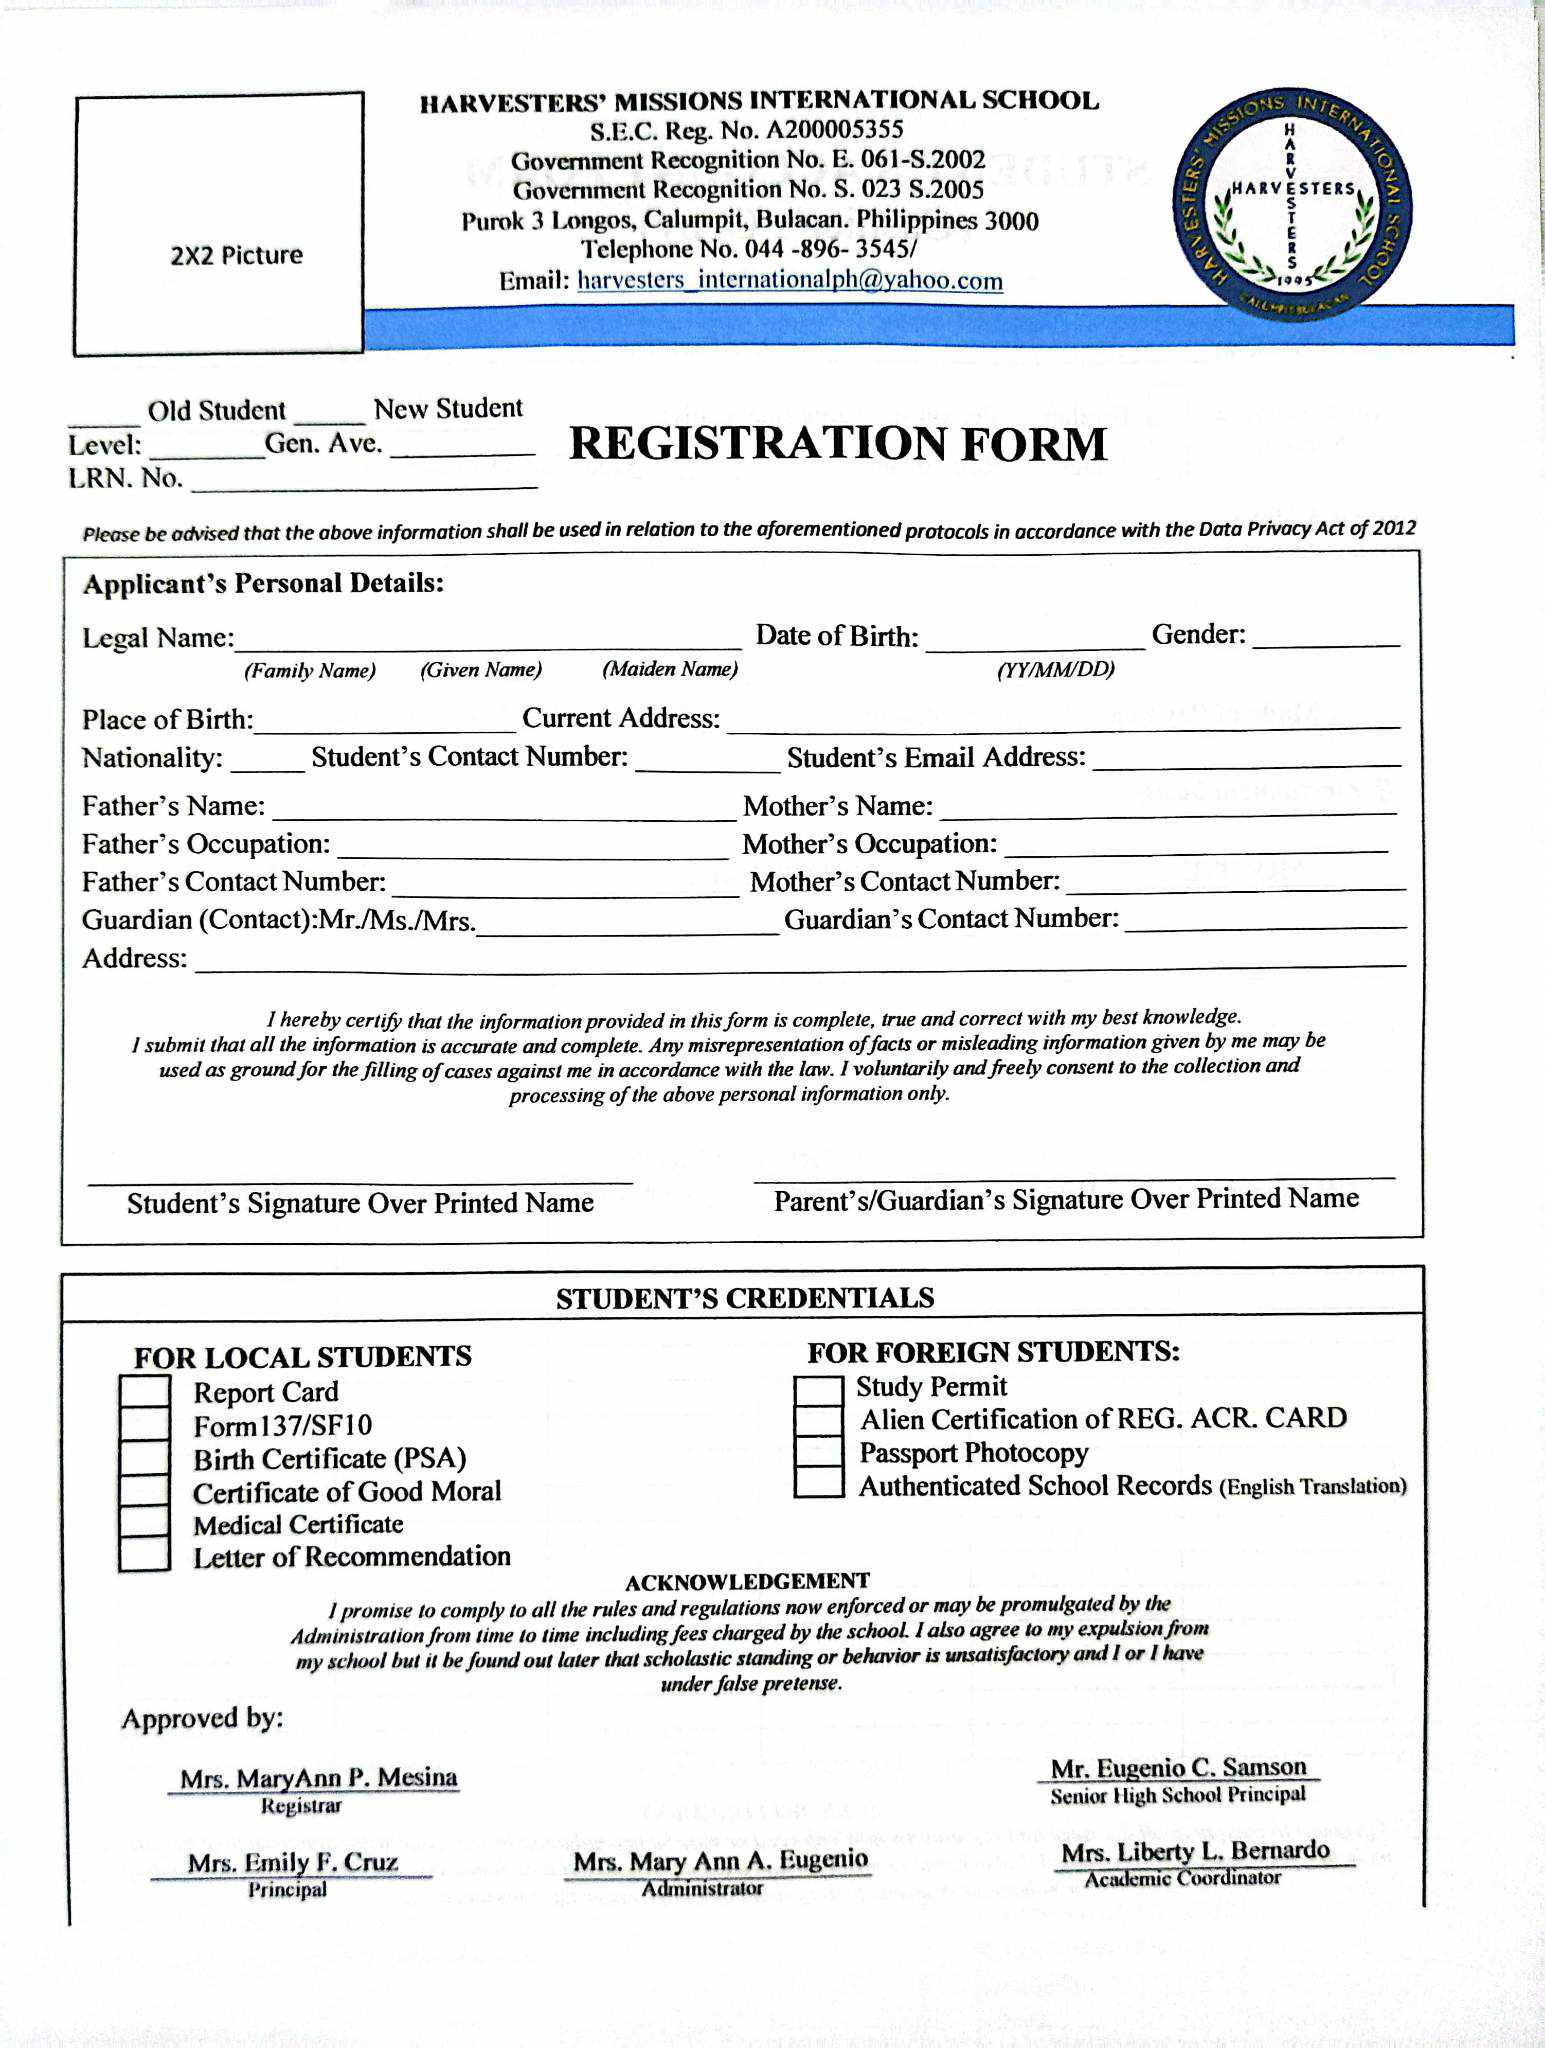 HARVESTERS' MISSIONS INTERNATIONAL SCHOOL
S.E.C. Reg. No. A200005355
Government Recognition No. E. 061-S.2002
Government Recognition No. S. 023 S.2005
Purok 3 Longos, Calumpit, Bulacan. Philippines 3000
Telephone No. 044 -896- 3545/
Email: harvesters_internationalph@yahoo.com
2X2 Picture
HARVESTERS' MISSIONS INTERNATIONAL SCHOOL
HARVESTERS
HARVESTERS
1995
CALUMPIT BULACAN
_____ Old Student _____ New Student
Level: ________Gen. Ave. __________
LRN. No. ________________________
REGISTRATION FORM
Please be advised that the above information shall be used in relation to the aforementioned protocols in accordance with the Data Privacy Act of 2012
Applicant's Personal Details:
Legal Name:____________________ Date of Birth: _______________ Gender: __________
(Family Name) (Given Name) (Maiden Name) (YY/MM/DD)
Place of Birth:__________________ Current Address: ____________________
Nationality: _____ Student's Contact Number: __________ Student's Email Address: ____________________
Father's Name: ____________________ Mother's Name: ____________________
Father's Occupation: ____________________ Mother's Occupation: ____________________
Father's Contact Number: ____________________ Mother's Contact Number: ____________________
Guardian (Contact):Mr./Ms./Mrs.____________________ Guardian's Contact Number: ____________________
Address: ____________________
I hereby certify that the information provided in this form is complete, true and correct with my best knowledge.
I submit that all the information is accurate and complete. Any misrepresentation of facts or misleading information given by me may be
used as ground for the filling of cases against me in accordance with the law. I voluntarily and freely consent to the collection and
processing of the above personal information only.
Student's Signature Over Printed Name
Parent's/Guardian's Signature Over Printed Name
STUDENT'S CREDENTIALS
FOR LOCAL STUDENTS
Report Card
Form137/SF10
Birth Certificate (PSA)
Certificate of Good Moral
Medical Certificate
Letter of Recommendation
FOR FOREIGN STUDENTS:
Study Permit
Alien Certification of REG. ACR. CARD
Passport Photocopy
Authenticated School Records (English Translation)
ACKNOWLEDGEMENT
I promise to comply to all the rules and regulations now enforced or may be promulgated by the
Administration from time to time including fees charged by the school. I also agree to my expulsion from
my school but it be found out later that scholastic standing or behavior is unsatisfactory and I or I have
under false pretense.
Approved by:
Mrs. MaryAnn P. Mesina
Registrar
Mr. Eugenio C. Samson
Senior High School Principal
Mrs. Emily F. Cruz
Principal
Mrs. Mary Ann A. Eugenio
Administrator
Mrs. Liberty L. Bernardo
Academic Coordinator